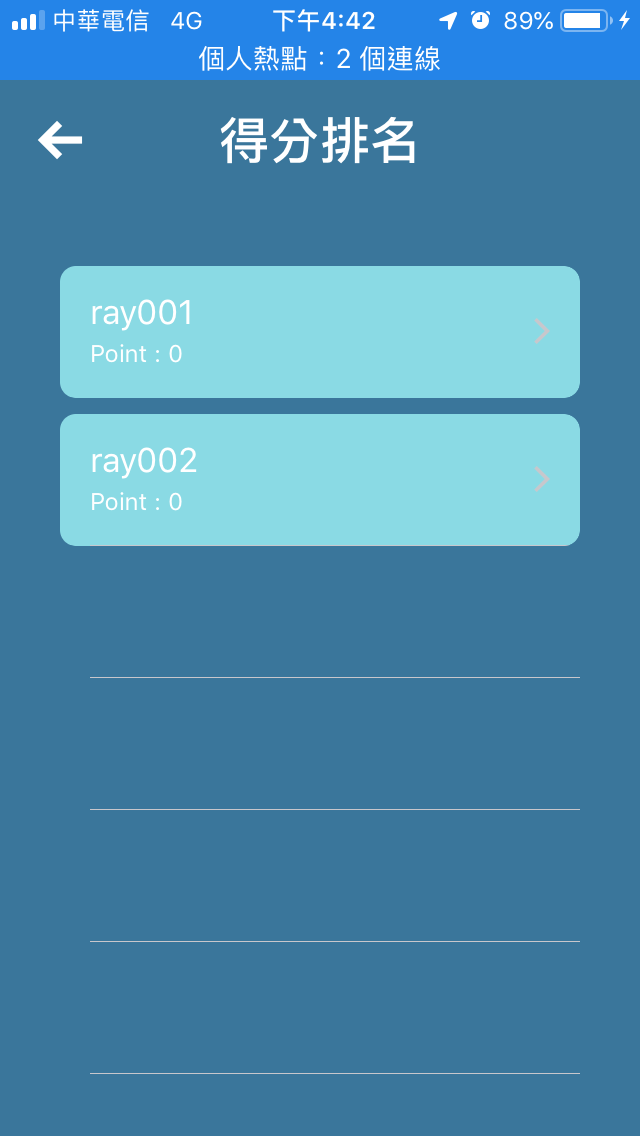 中華電信 4G 下午4:42 89%
個人熱點：2 個連線
得分排名
ray001
Point : 0
ray002
Point : 0